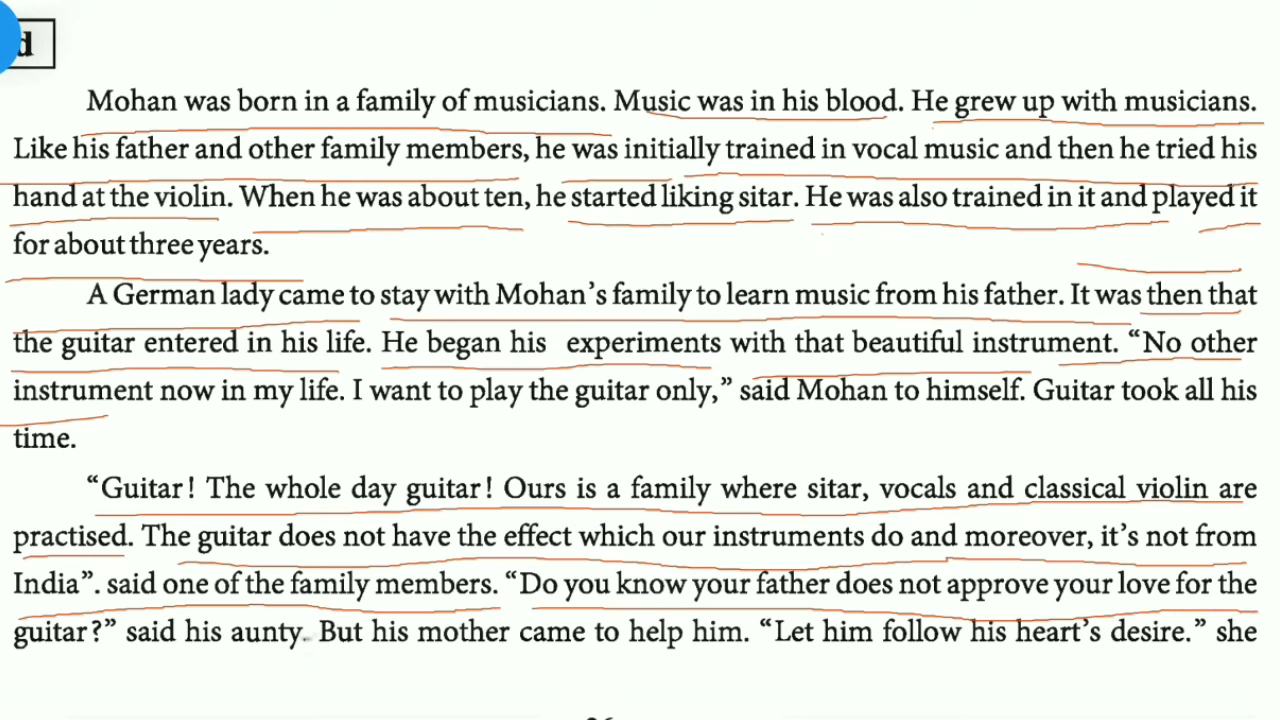 d
Mohan was born in a family of musicians. Music was in his blood. He grew up with musicians.
Like his father and other family members, he was initially trained in vocal music and then he tried his
hand at the violin. When he was about ten, he started liking sitar. He was also trained in it and played it
for about three years.
A German lady came to stay with Mohan’s family to learn music from his father. It was then that
the guitar entered in his life. He began his experiments with that beautiful instrument. “No other
instrument now in my life. I want to play the guitar only,” said Mohan to himself. Guitar took all his
time.
“Guitar! The whole day guitar! Ours is a family where sitar, vocals and classical violin are
practised. The guitar does not have the effect which our instruments do and moreover, it’s not from
India”. said one of the family members. “Do you know your father does not approve your love for the
guitar?” said his aunty. But his mother came to help him. “Let him follow his heart’s desire.” she